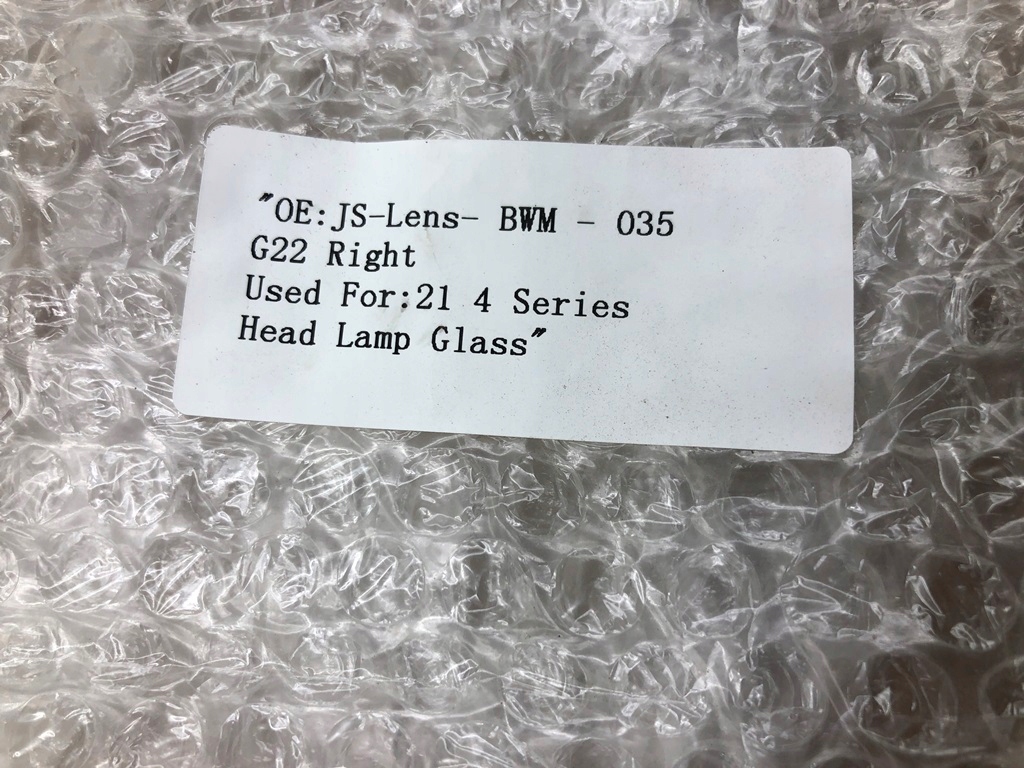 "OE:JS-Lens- BWM - 035
G22 Right
Used For:21 4 Series
Head Lamp Glass"